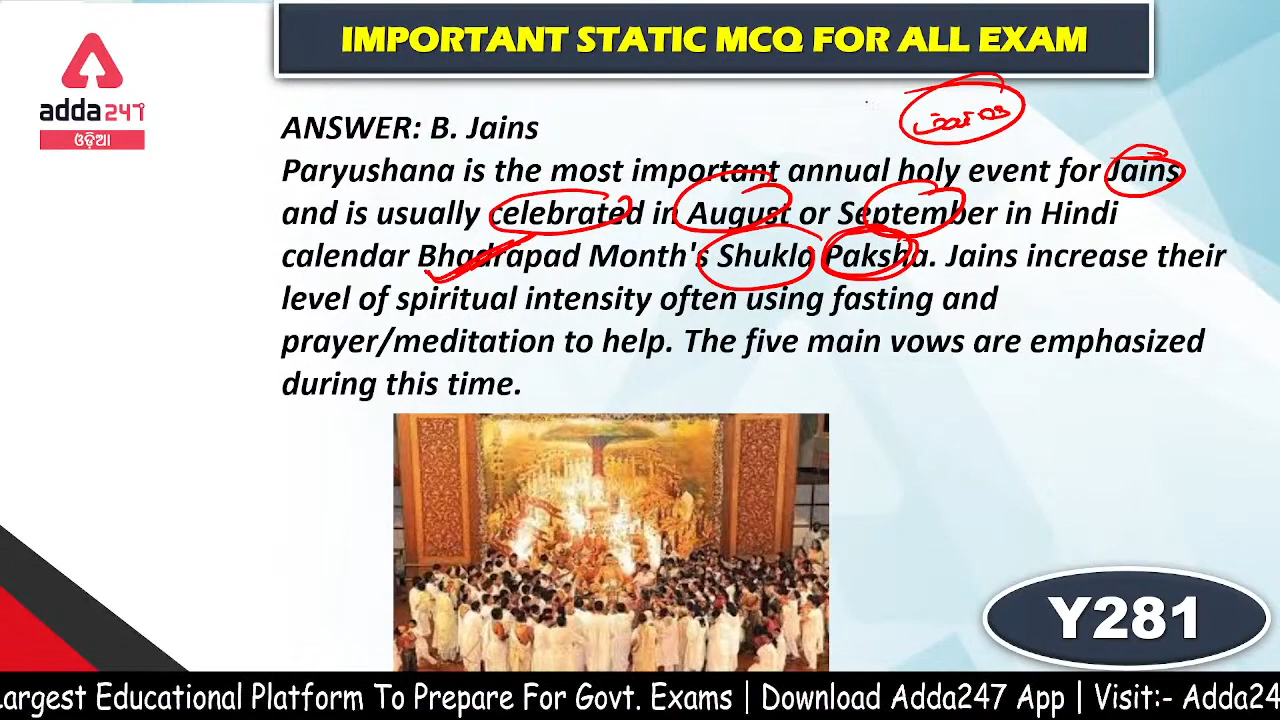 IMPORTANT STATIC MCQ FOR ALL EXAM
adda247
ଓଡ଼ିଆ
ANSWER: B. Jains
Paryushana is the most important annual holy event for Jains
and is usually celebrated in August or September in Hindi
calendar Bhadrapad Month's Shukla Paksha. Jains increase their
level of spiritual intensity often using fasting and
prayer/meditation to help. The five main vows are emphasized
during this time.
Y281
Largest Educational Platform To Prepare For Govt. Exams | Download Adda247 App | Visit:- Adda24